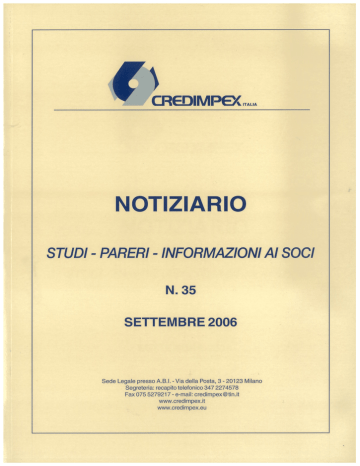 CREDIMPEX ITALIA
NOTIZIARIO
STUDI - PARERI - INFORMAZIONI AI SOCI
N. 35
SETTEMBRE 2006
Sede Legale presso A.B.I. - Via della Posta, 3 - 20123 Milano
Segreteria: recapito telefonico 347 2274578
Fax 075 5279217 - e-mail: credimpex@tin.it
www.credimpex.it
www.credimpex.eu